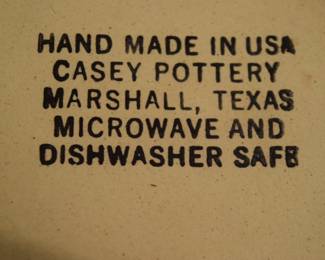 HAND MADE IN USA
CASEY POTTERY
MARSHALL, TEXAS
MICROWAVE AND
DISHWASHER SAFE